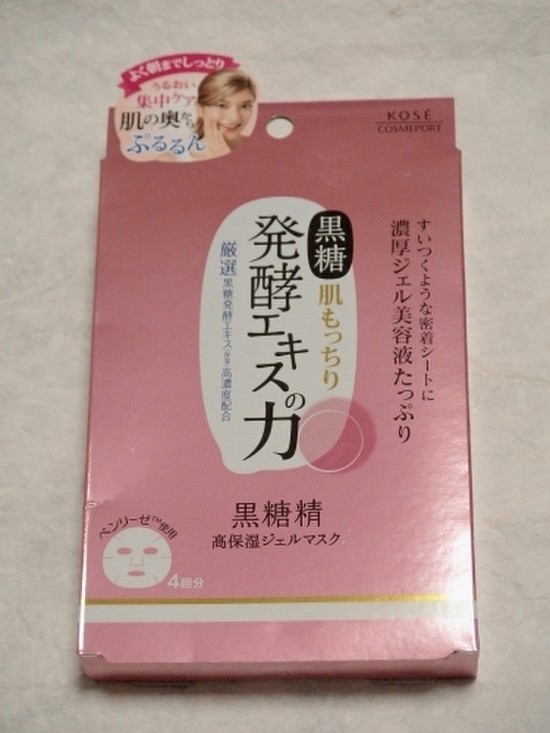 よく朝までしっとり
うるおい
集中ケア
肌の奥から
ぷるるん
KOSÉ
COSMEPORT
すいつくような密着シートに
濃厚ジェル美容液たっぷり
黒糖
肌もっちり
発酵エキスの力
厳選
黒糖発酵エキス
高濃度配合
黒糖精
高保湿ジェルマスク
ベンリーゼ™使用
4回分